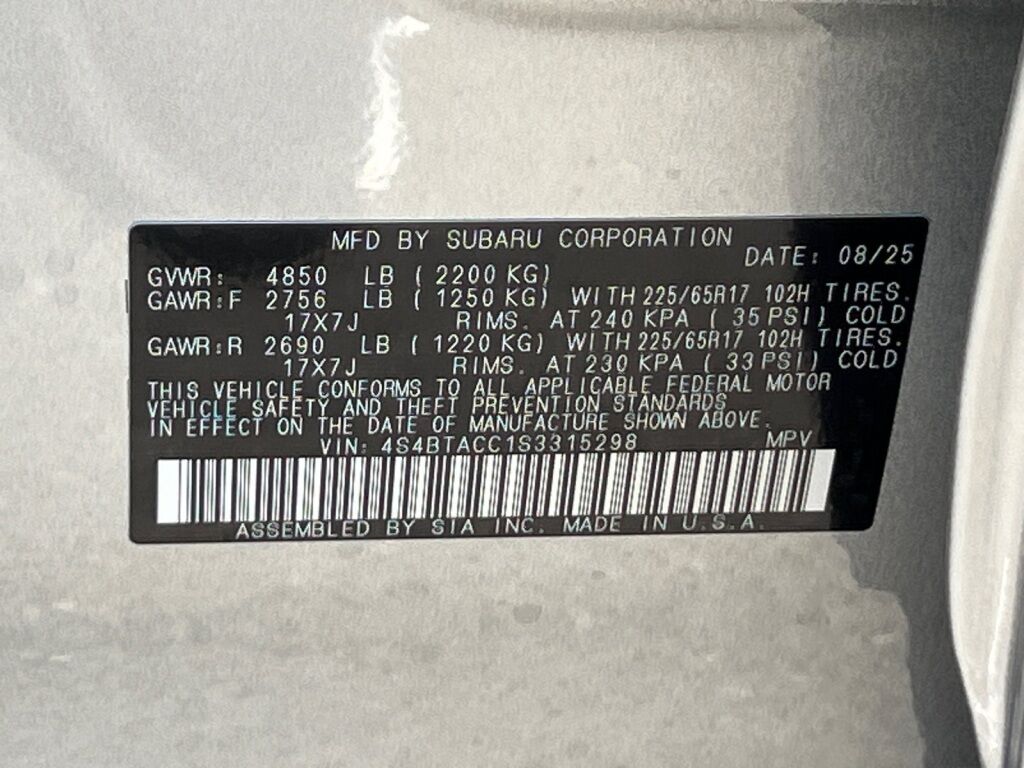 MFD BY SUBARU CORPORATION
DATE: 08/25
GVWR: 4850 LB ( 2200 KG)
GAWR:F 2756 LB ( 1250 KG) WITH 225/65R17 102H TIRES.
17X7J RIMS. AT 240 KPA ( 35 PSI) COLD
GAWR:R 2690 LB ( 1220 KG) WITH 225/65R17 102H TIRES.
17X7J RIMS. AT 230 KPA ( 33 PSI) COLD
THIS VEHICLE CONFORMS TO ALL APPLICABLE FEDERAL MOTOR
VEHICLE SAFETY AND THEFT PREVENTION STANDARDS
IN EFFECT ON THE DATE OF MANUFACTURE SHOWN ABOVE.
VIN: 4S4BTACC1S3315298 MPV
ASSEMBLED BY SIA INC. MADE IN U.S.A.